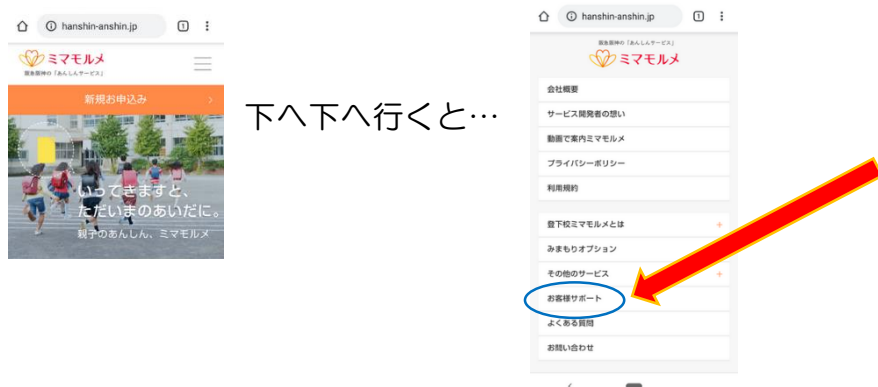 hanshin-anshin.jp
1
ミマモルメ
阪急阪神の「あんしんサービス」
新規お申込み
いってきますと、
ただいまのあいだに。
親子のあんしん、ミマモルメ
下へ下へ行くと…
hanshin-anshin.jp
1
阪急阪神の「あんしんサービス」
ミマモルメ
会社概要
サービス開発者の想い
動画で案内ミマモルメ
プライバシーポリシー
利用規約
登下校ミマモルメとは
みまもりオプション
その他のサービス
お客様サポート
よくある質問
お問い合わせ